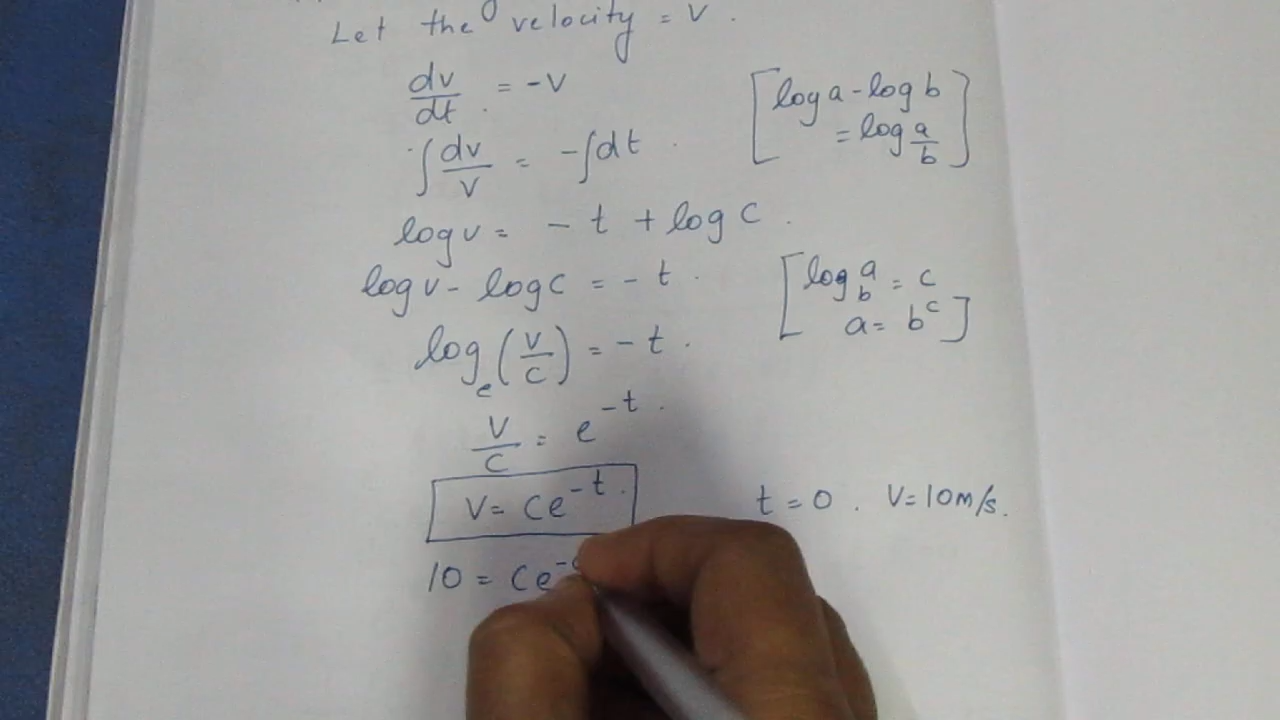 Let the velocity = v.
dv/dt = -v
[log a - log b = log a/b]
∫ dv/v = -∫dt
log v = - t + log c.
log v - log c = - t.
[log_b a = c
a = b^c]
log_e (v/c) = - t.
v/c = e^-t.
v = ce^-t.
t = 0. v = 10m/s.
10 = ce^-